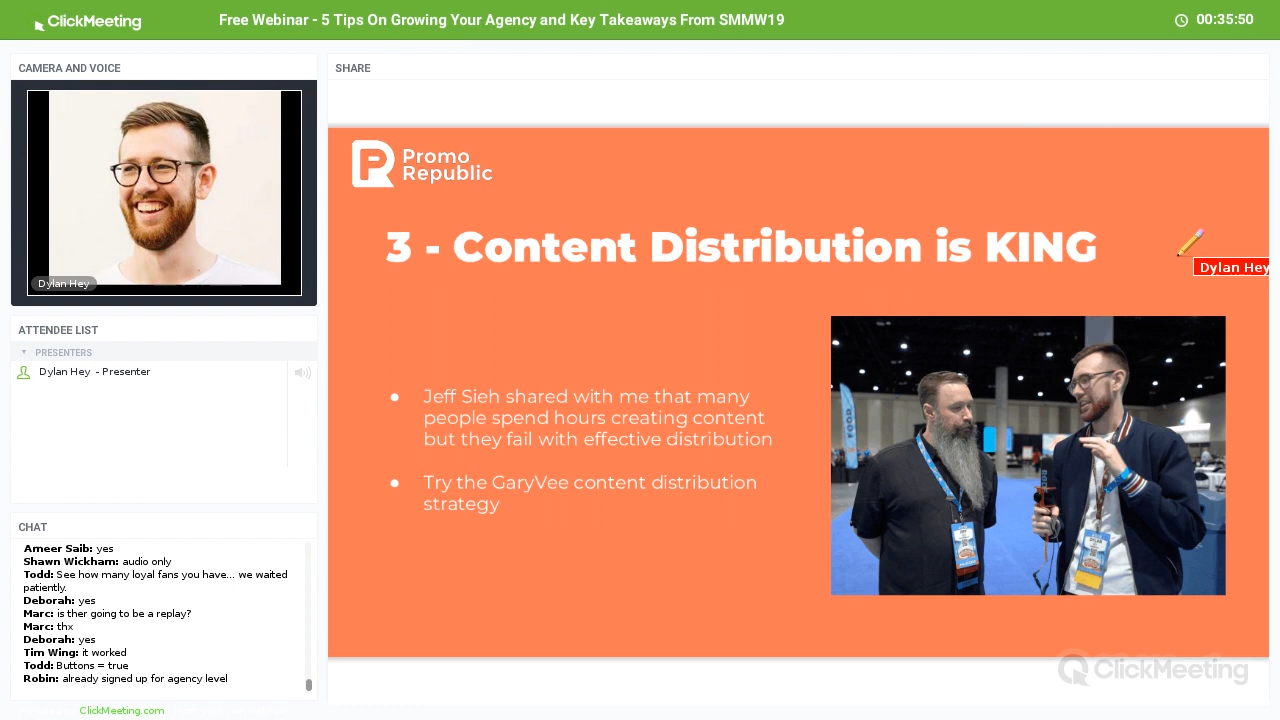 ClickMeeting
Free Webinar - 5 Tips On Growing Your Agency and Key Takeaways From SMMW19
00:35:50
CAMERA AND VOICE
Dylan Hey
ATTENDEE LIST
PRESENTERS
Dylan Hey - Presenter
CHAT
Ameer Saib: yes
Shawn Wickham: audio only
Todd: See how many loyal fans you have... we waited
patiently.
Deborah: yes
Marc: is ther going to be a replay?
Marc: thx
Deborah: yes
Tim Wing: it worked
Todd: Buttons = true
Robin: already signed up for agency level
ClickMeeting.com
SHARE
Promo
Republic
3 - Content Distribution is KING
Dylan Hey
● Jeff Sieh shared with me that many
people spend hours creating content
but they fail with effective distribution
● Try the GaryVee content distribution
strategy
FOOD
ClickMeeting